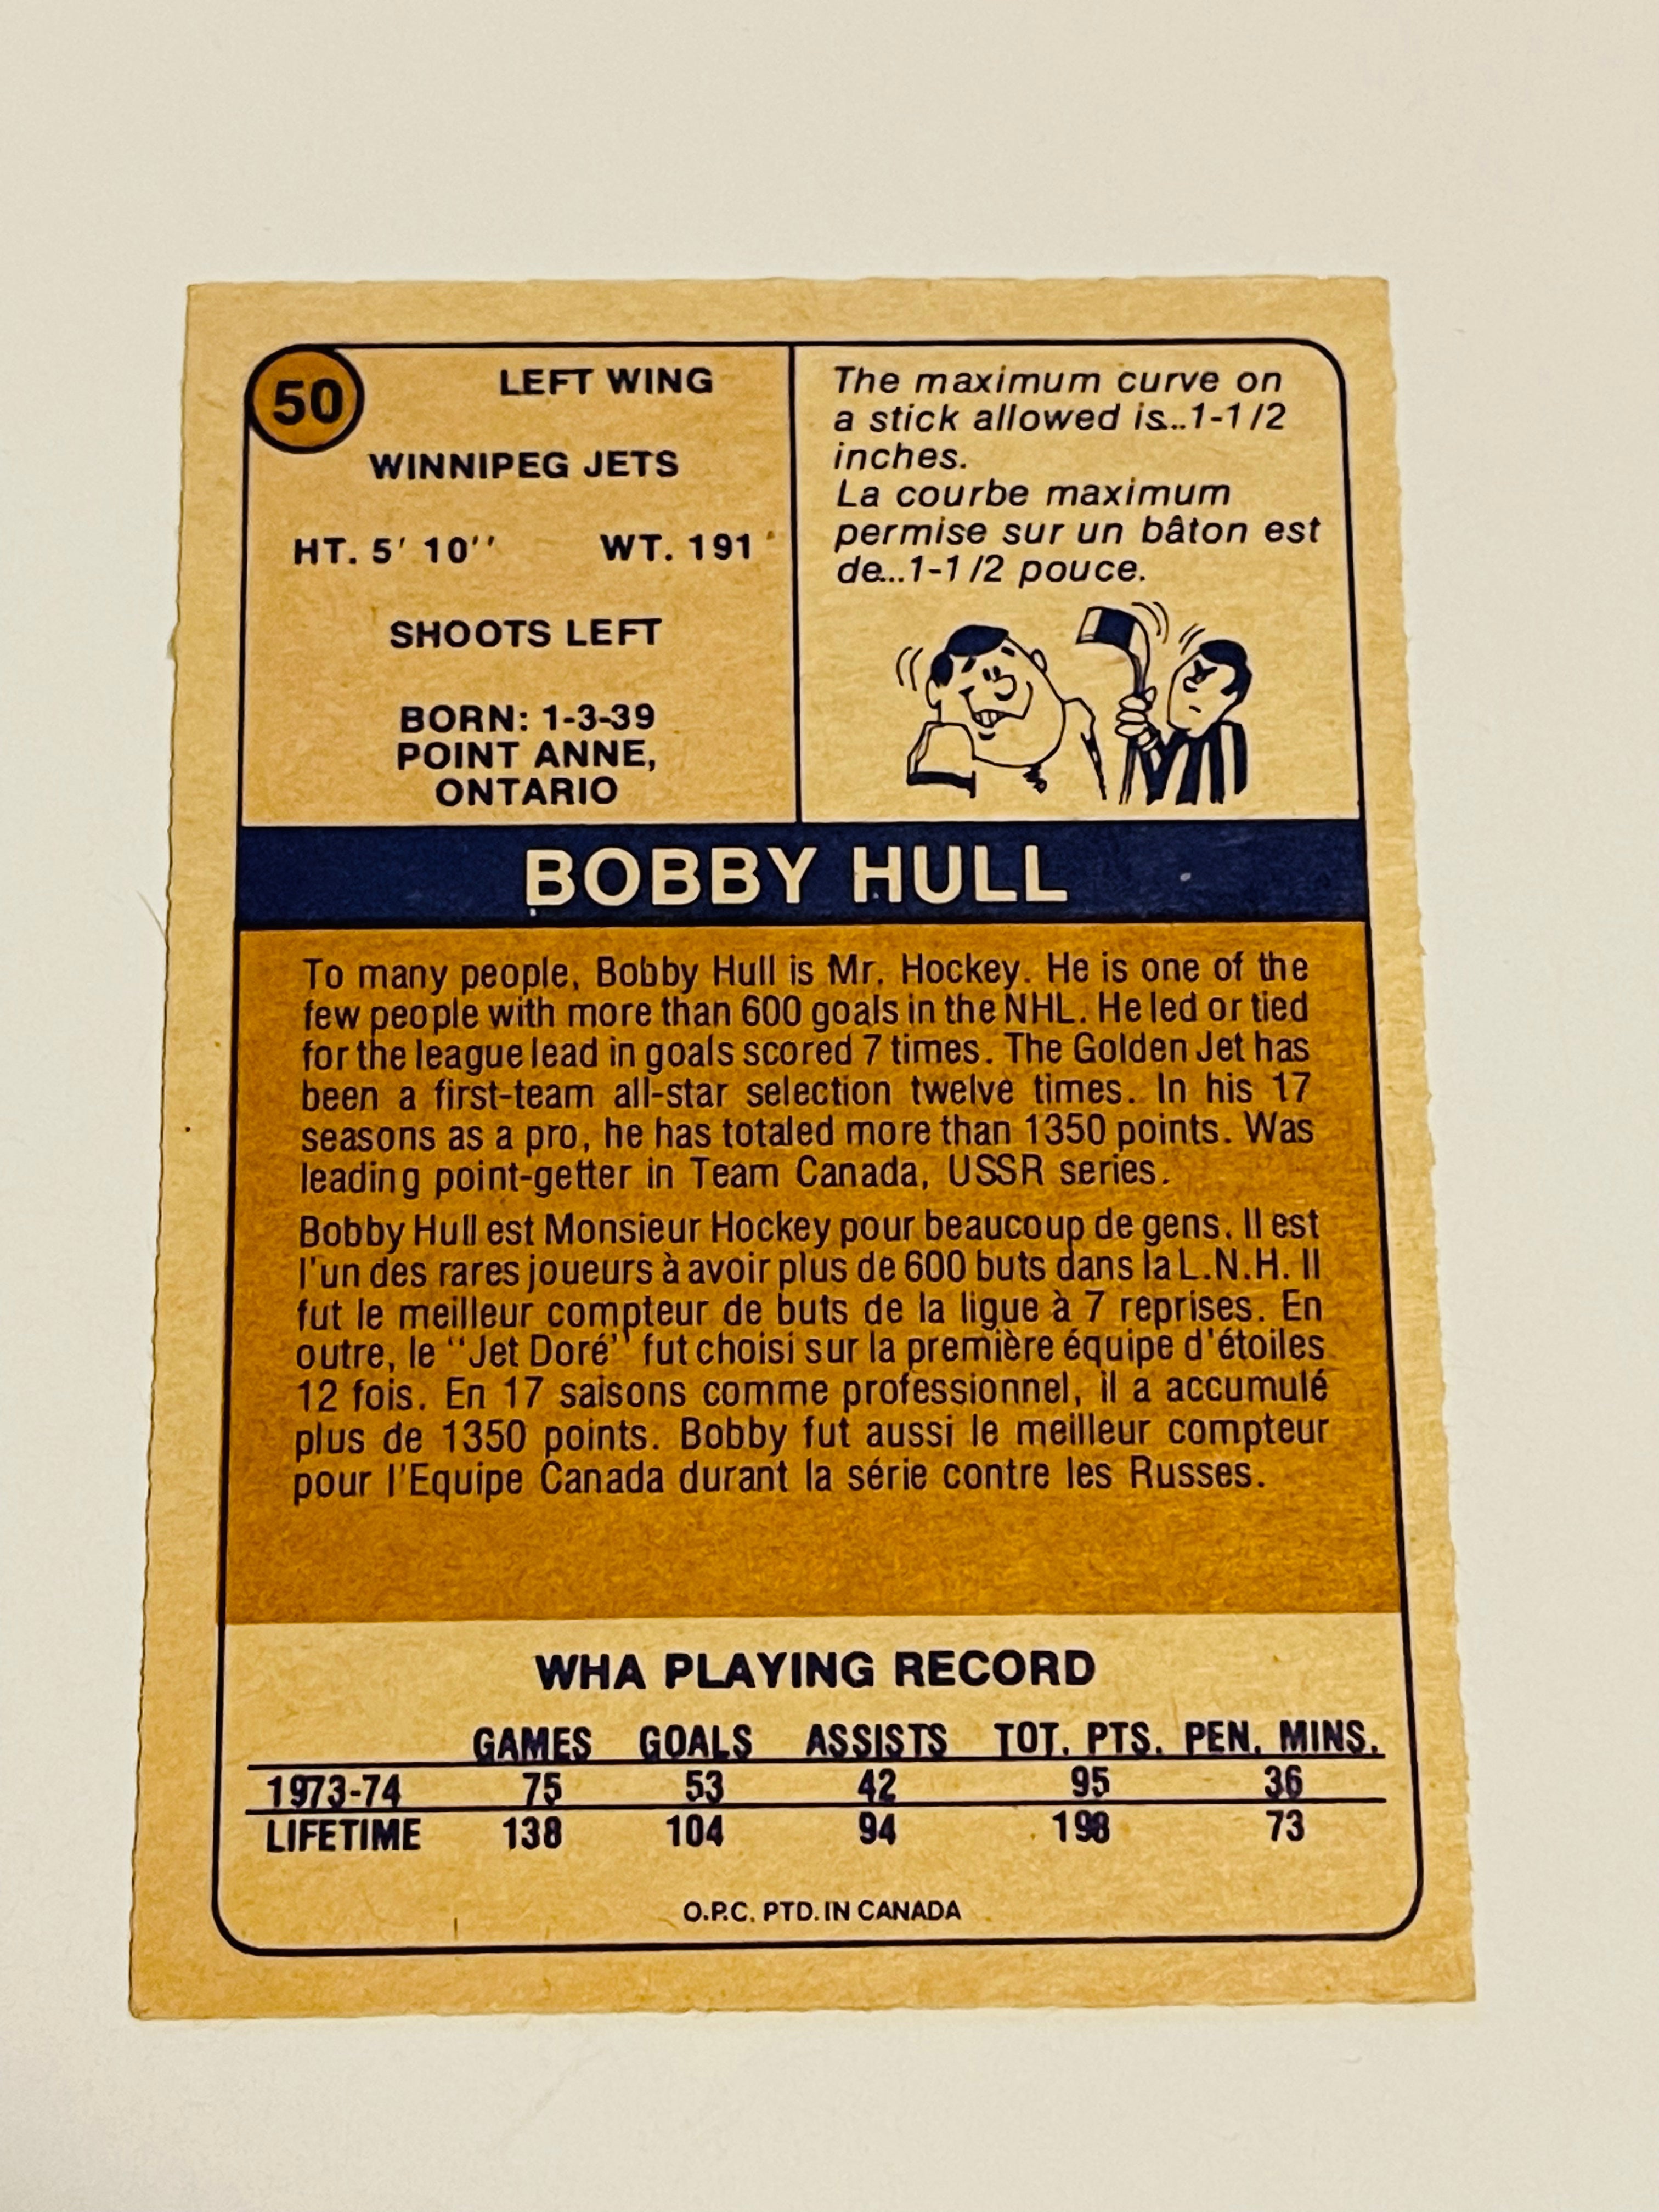 50
LEFT WING
WINNIPEG JETS
HT. 5' 10'' WT. 191
SHOOTS LEFT
BORN: 1-3-39
POINT ANNE,
ONTARIO
The maximum curve on
a stick allowed is...1-1/2
inches.
La courbe maximum
permise sur un bâton est
de...1-1/2 pouce.
BOBBY HULL
To many people, Bobby Hull is Mr. Hockey. He is one of the
few people with more than 600 goals in the NHL. He led or tied
for the league lead in goals scored 7 times. The Golden Jet has
been a first-team all-star selection twelve times. In his 17
seasons as a pro, he has totaled more than 1350 points. Was
leading point-getter in Team Canada, USSR series.
Bobby Hull est Monsieur Hockey pour beaucoup de gens. Il est
l'un des rares joueurs à avoir plus de 600 buts dans la L.N.H. Il
fut le meilleur compteur de buts de la ligue à 7 reprises. En
outre, le ''Jet Doré'' fut choisi sur la première équipe d'étoiles
12 fois. En 17 saisons comme professionnel, il a accumulé
plus de 1350 points. Bobby fut aussi le meilleur compteur
pour l'Equipe Canada durant la série contre les Russes.
WHA PLAYING RECORD
GAMES GOALS ASSISTS TOT. PTS. PEN. MINS.
1973-74 75 53 42 95 36
LIFETIME 138 104 94 198 73
O.P.C. PTD. IN CANADA